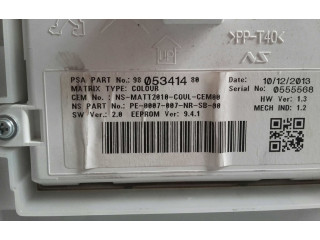 >PP-T40<
PSA PART No.: 98 053414 80
MATRIX TYPE: COLOUR
CEM No.: NS-MATT2010-COUL-CEM00
NS PART No.: PE-0007-007-NR-SB-00
SW Ver.: 2.0 EEPROM Ver: 9.4.1
Date.: 10/12/2013
Serial No.: 0555568
HW Ver.: 1.3
MECH IND: 1.2